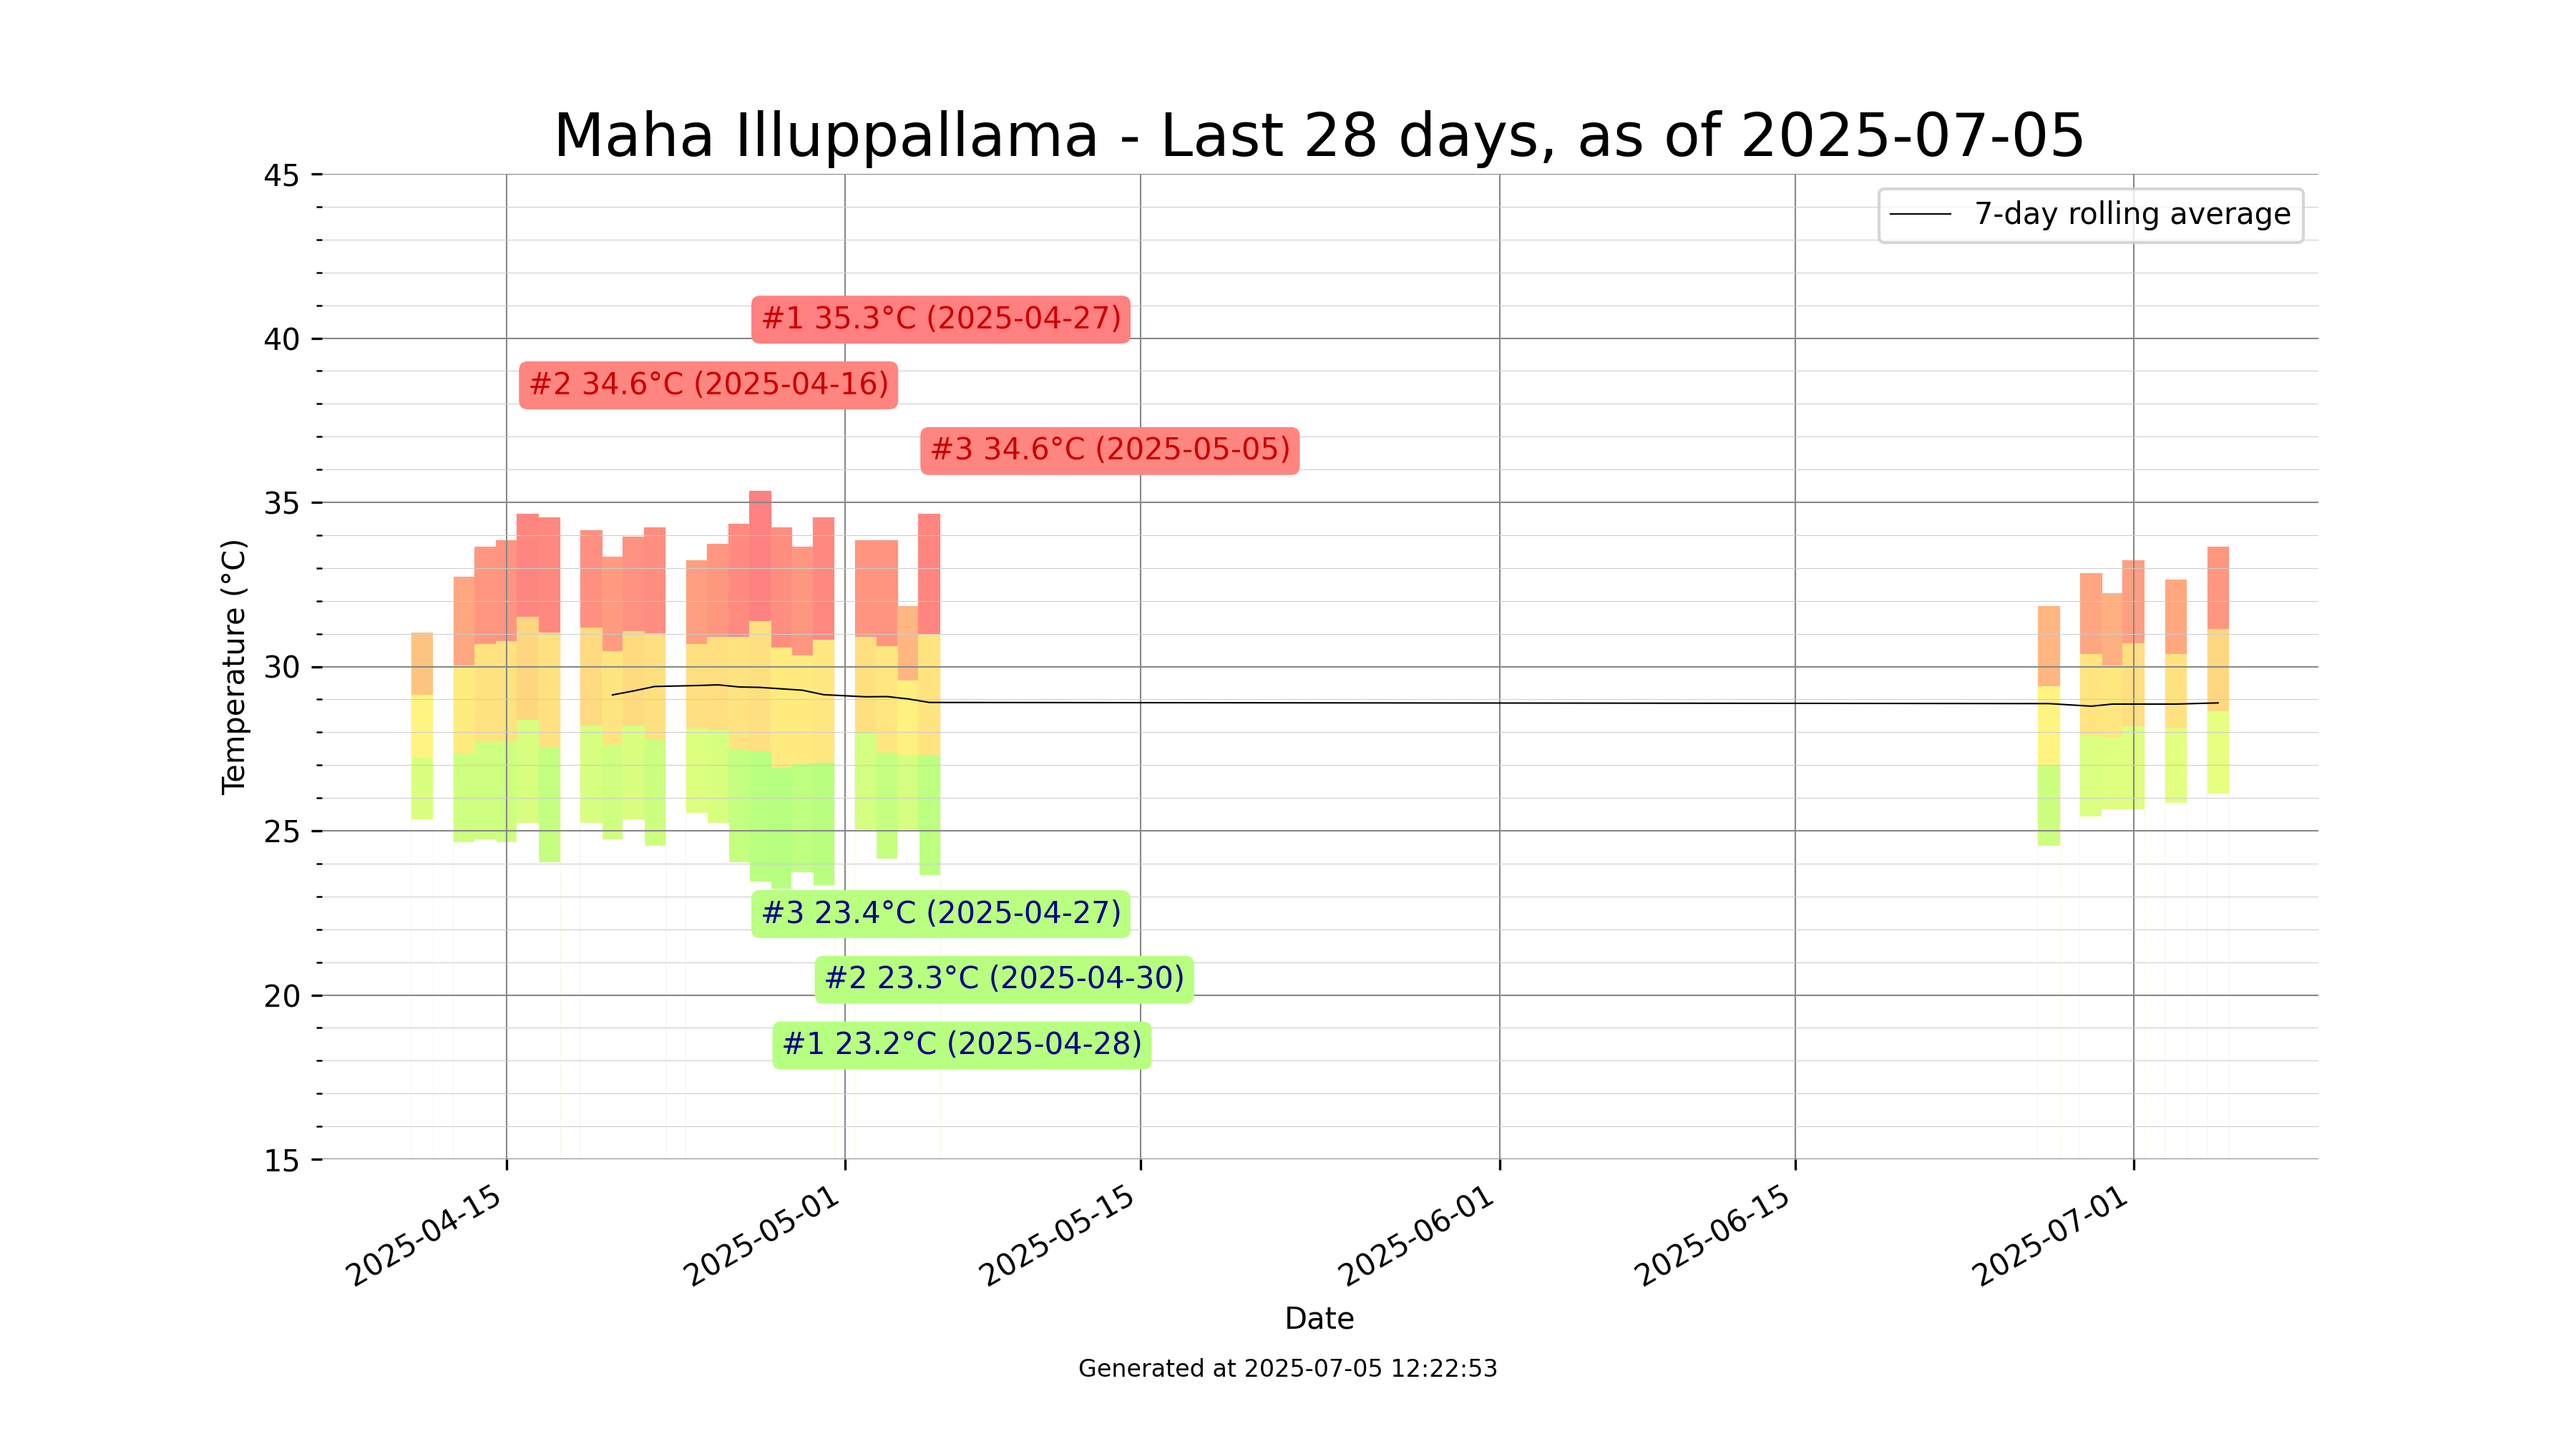 Maha Illuppallama - Last 28 days, as of 2025-07-05
7-day rolling average
Temperature (°C)
45
40
35
30
25
20
15
#1 35.3°C (2025-04-27)
#2 34.6°C (2025-04-16)
#3 34.6°C (2025-05-05)
#3 23.4°C (2025-04-27)
#2 23.3°C (2025-04-30)
#1 23.2°C (2025-04-28)
2025-04-15
2025-05-01
2025-05-15
2025-06-01
2025-06-15
2025-07-01
Date
Generated at 2025-07-05 12:22:53